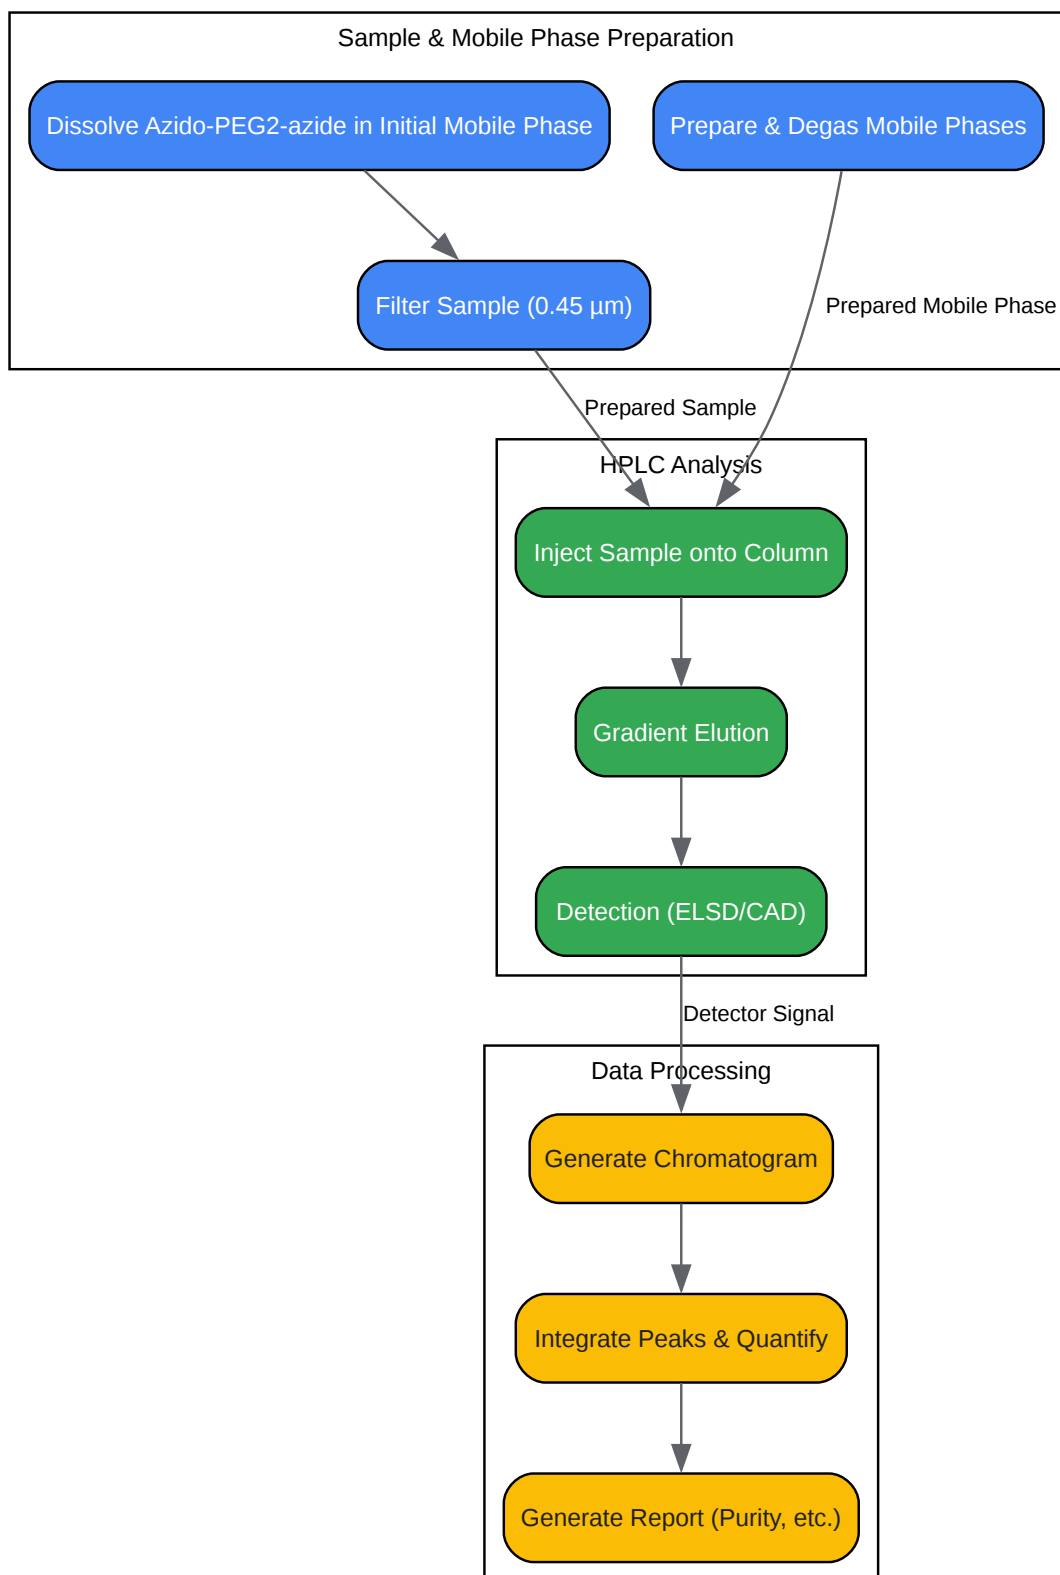 Sample & Mobile Phase Preparation
Dissolve Azido-PEG2-azide in Initial Mobile Phase
Prepare & Degas Mobile Phases
Filter Sample (0.45 µm)
Prepared Mobile Phase
Prepared Sample
HPLC Analysis
Inject Sample onto Column
Gradient Elution
Detection (ELSD/CAD)
Detector Signal
Data Processing
Generate Chromatogram
Integrate Peaks & Quantify
Generate Report (Purity, etc.)